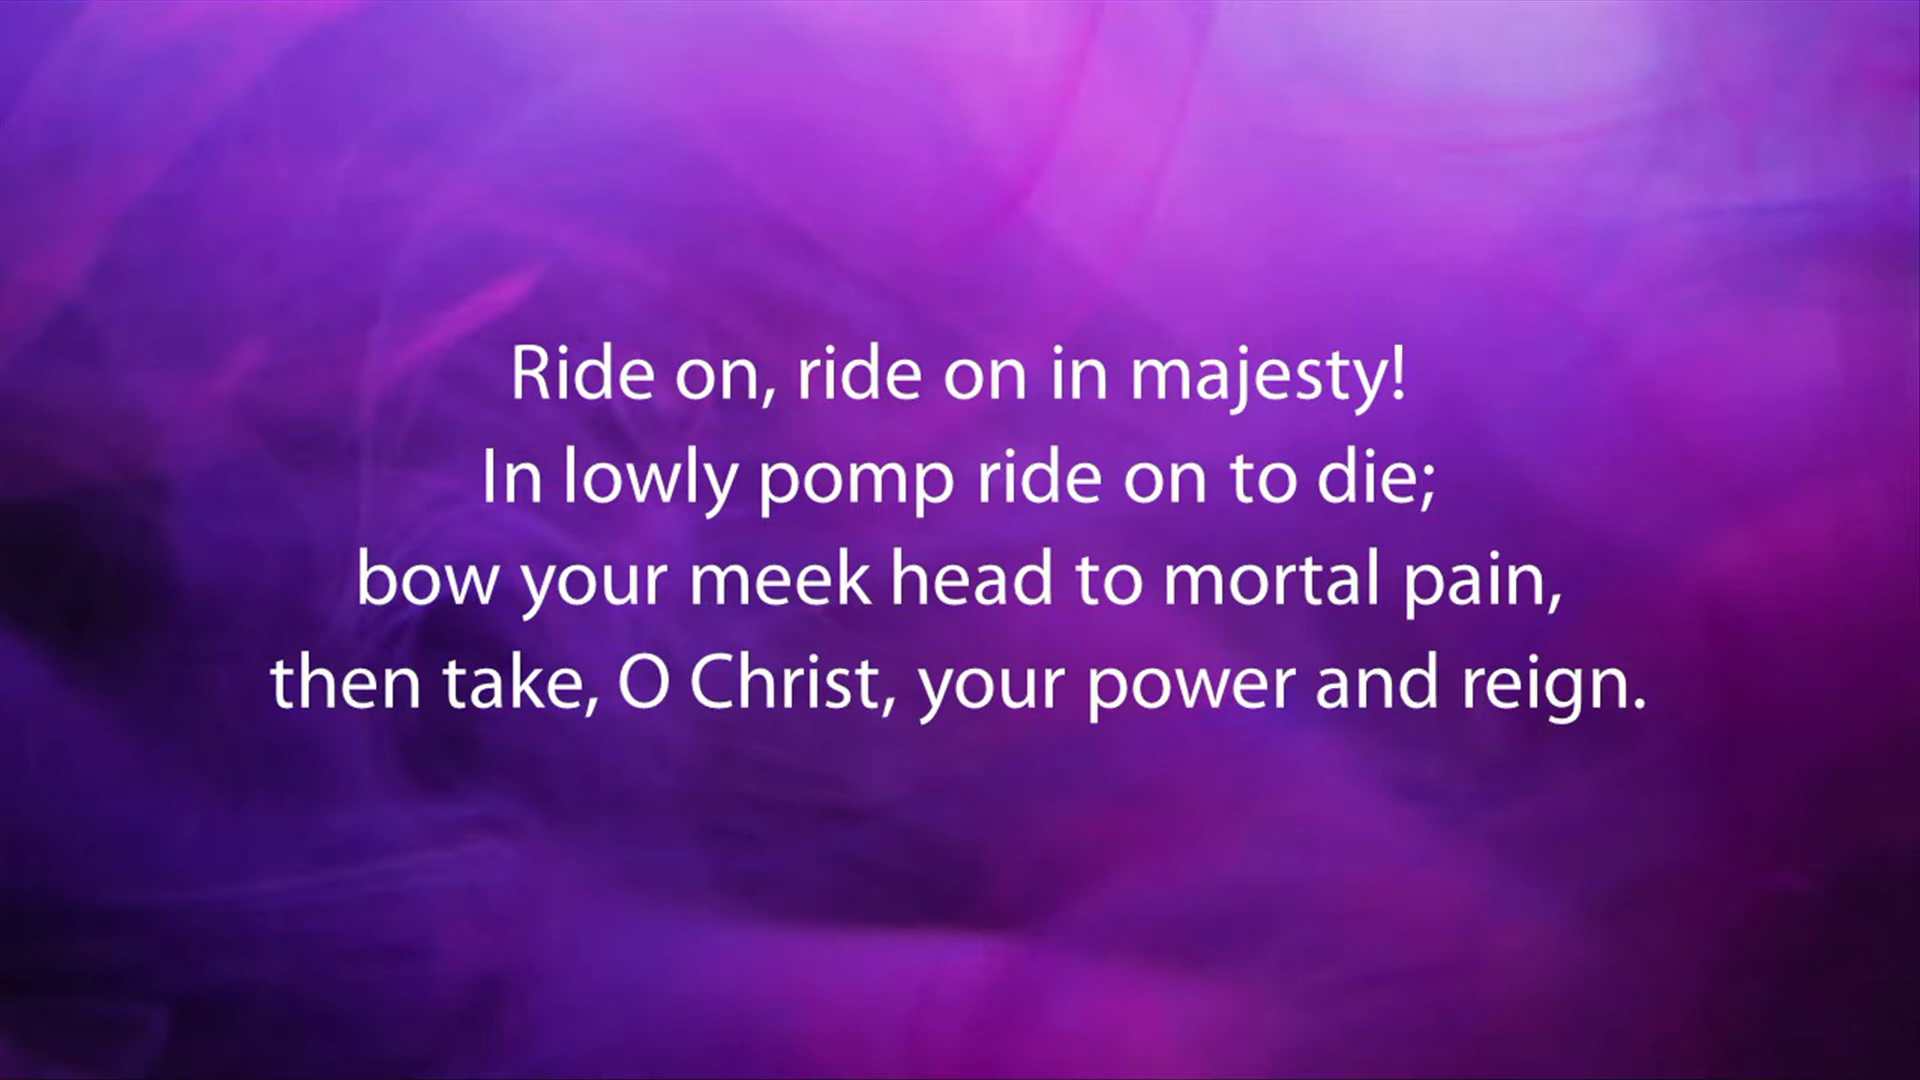 Ride on, ride on in majesty!
In lowly pomp ride on to die;
bow your meek head to mortal pain,
then take, O Christ, your power and reign.